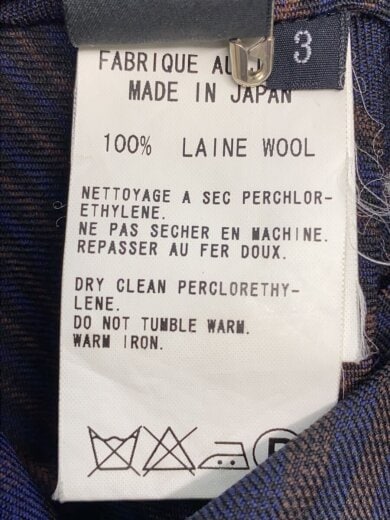 3
FABRIQUE AU J
MADE IN JAPAN
100% LAINE WOOL
NETTOYAGE A SEC PERCHLOR-
ETHYLENE.
NE PAS SECHER EN MACHINE.
REPASSER AU FER DOUX.
DRY CLEAN PERCLORETHY-
LENE.
DO NOT TUMBLE WARM.
WARM IRON.
P